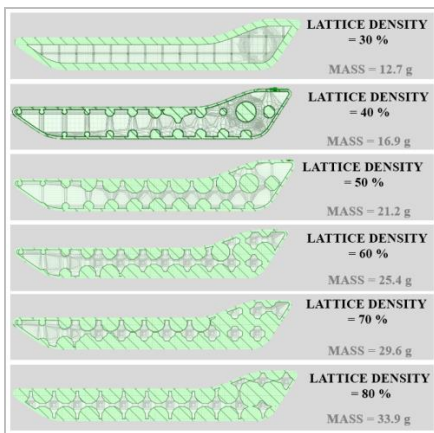 LATTICE DENSITY
= 30 %
MASS = 12.7 g
LATTICE DENSITY
= 40 %
MASS = 16.9 g
LATTICE DENSITY
= 50 %
MASS = 21.2 g
LATTICE DENSITY
= 60 %
MASS = 25.4 g
LATTICE DENSITY
= 70 %
MASS = 29.6 g
LATTICE DENSITY
= 80 %
MASS = 33.9 g